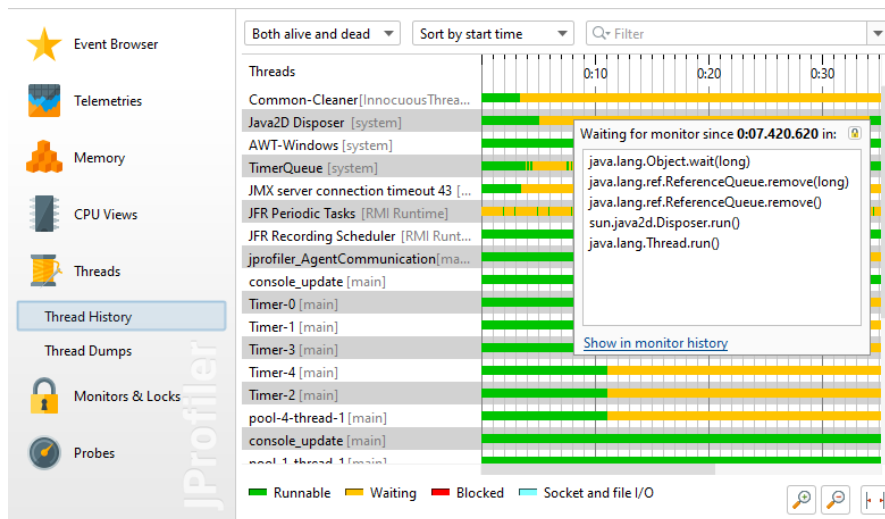 Event Browser
Telemetries
Memory
CPU Views
Threads
Thread History
Thread Dumps
Monitors & Locks
Probes
JProfiler
Both alive and dead
Sort by start time
Filter
Threads
0:10 0:20 0:30
Common-Cleaner[InnocuousThrea...
Java2D Disposer [system]
AWT-Windows [system]
TimerQueue [system]
JMX server connection timeout 43 [...
JFR Periodic Tasks [RMI Runtime]
JFR Recording Scheduler [RMI Runt...
jprofiler_AgentCommunication[ma...
console_update [main]
Timer-0 [main]
Timer-1 [main]
Timer-3 [main]
Timer-4 [main]
Timer-2 [main]
pool-4-thread-1 [main]
console_update [main]
pool-1-thread-1 [main]
Waiting for monitor since 0:07.420.620 in:
java.lang.Object.wait(long)
java.lang.ref.ReferenceQueue.remove(long)
java.lang.ref.ReferenceQueue.remove()
sun.java2d.Disposer.run()
java.lang.Thread.run()
Show in monitor history
Runnable Waiting Blocked Socket and file I/O